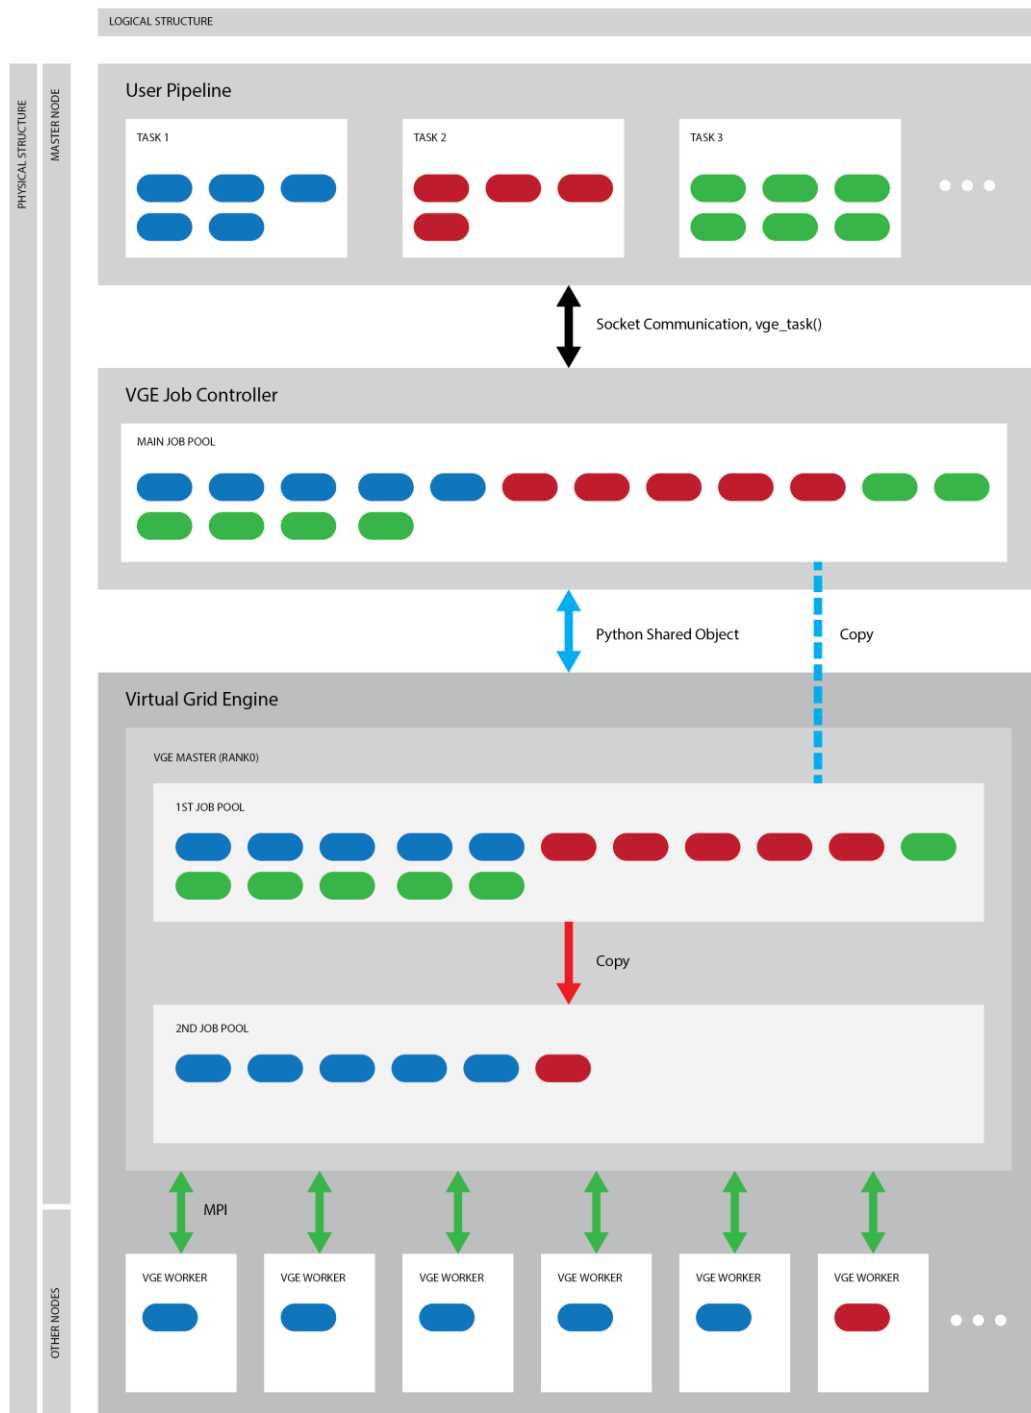 LOGICAL STRUCTURE
PHYSICAL STRUCTURE
MASTER NODE
User Pipeline
TASK 1
TASK 2
TASK 3
Socket Communication, vge_task()
VGE Job Controller
MAIN JOB POOL
Python Shared Object
Copy
Virtual Grid Engine
VGE MASTER (RANK0)
1ST JOB POOL
Copy
2ND JOB POOL
MPI
OTHER NODES
VGE WORKER
VGE WORKER
VGE WORKER
VGE WORKER
VGE WORKER
VGE WORKER